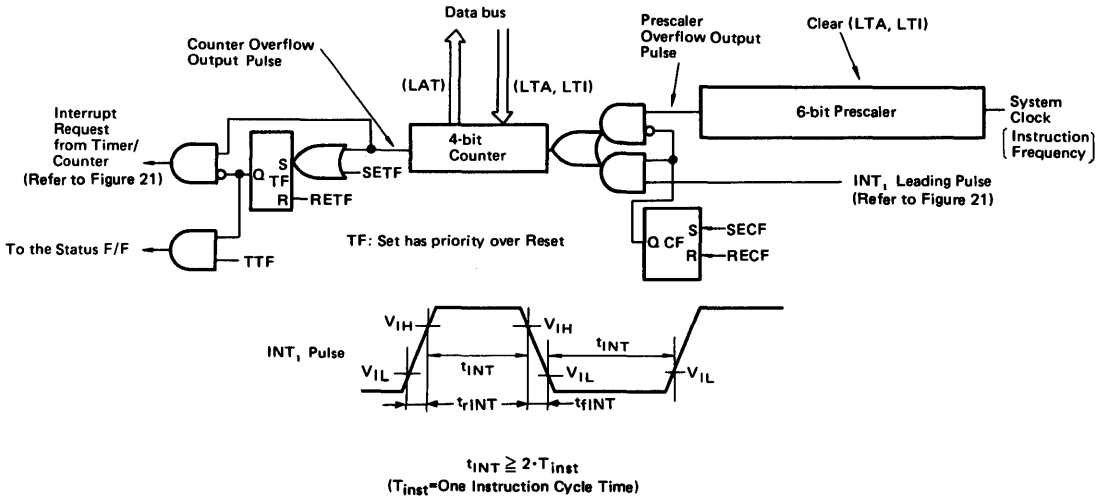 Data bus
Counter Overflow
Output Pulse
Prescaler
Overflow Output
Pulse
Clear (LTA, LTI)
(LAT)
(LTA, LTI)
6-bit Prescaler
System
Clock
(Instruction
Frequency)
Interrupt
Request
from Timer/
Counter
(Refer to Figure 21)
4-bit
Counter
S
Q TF
R
SETF
RETF
INT₁ Leading Pulse
(Refer to Figure 21)
To the Status F/F
TTF
TF: Set has priority over Reset
Q CF S
R
SECF
RECF
VIH
VIH
INT₁ Pulse
tINT
tINT
VIL
VIL
VIL
trINT
tfINT
tINT ≧ 2·Tinst
(Tinst=One Instruction Cycle Time)